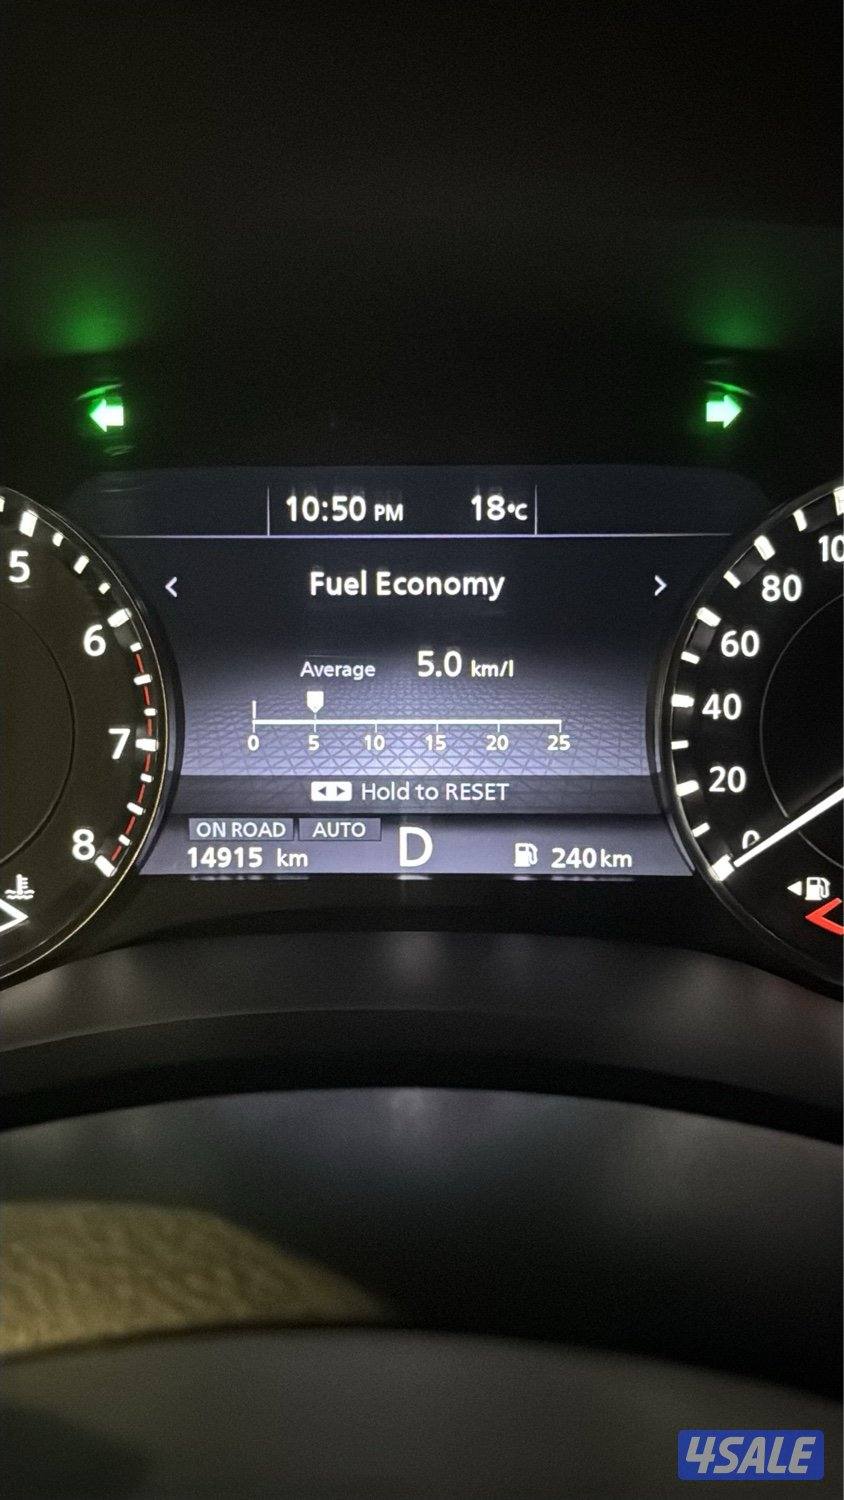 10:50 PM 18°C
< Fuel Economy >
Average 5.0 km/l
0 5 10 15 20 25
Hold to RESET
ON ROAD AUTO
14915 km D 240km
5
6
7
8
80
60
40
20
0
4SALE